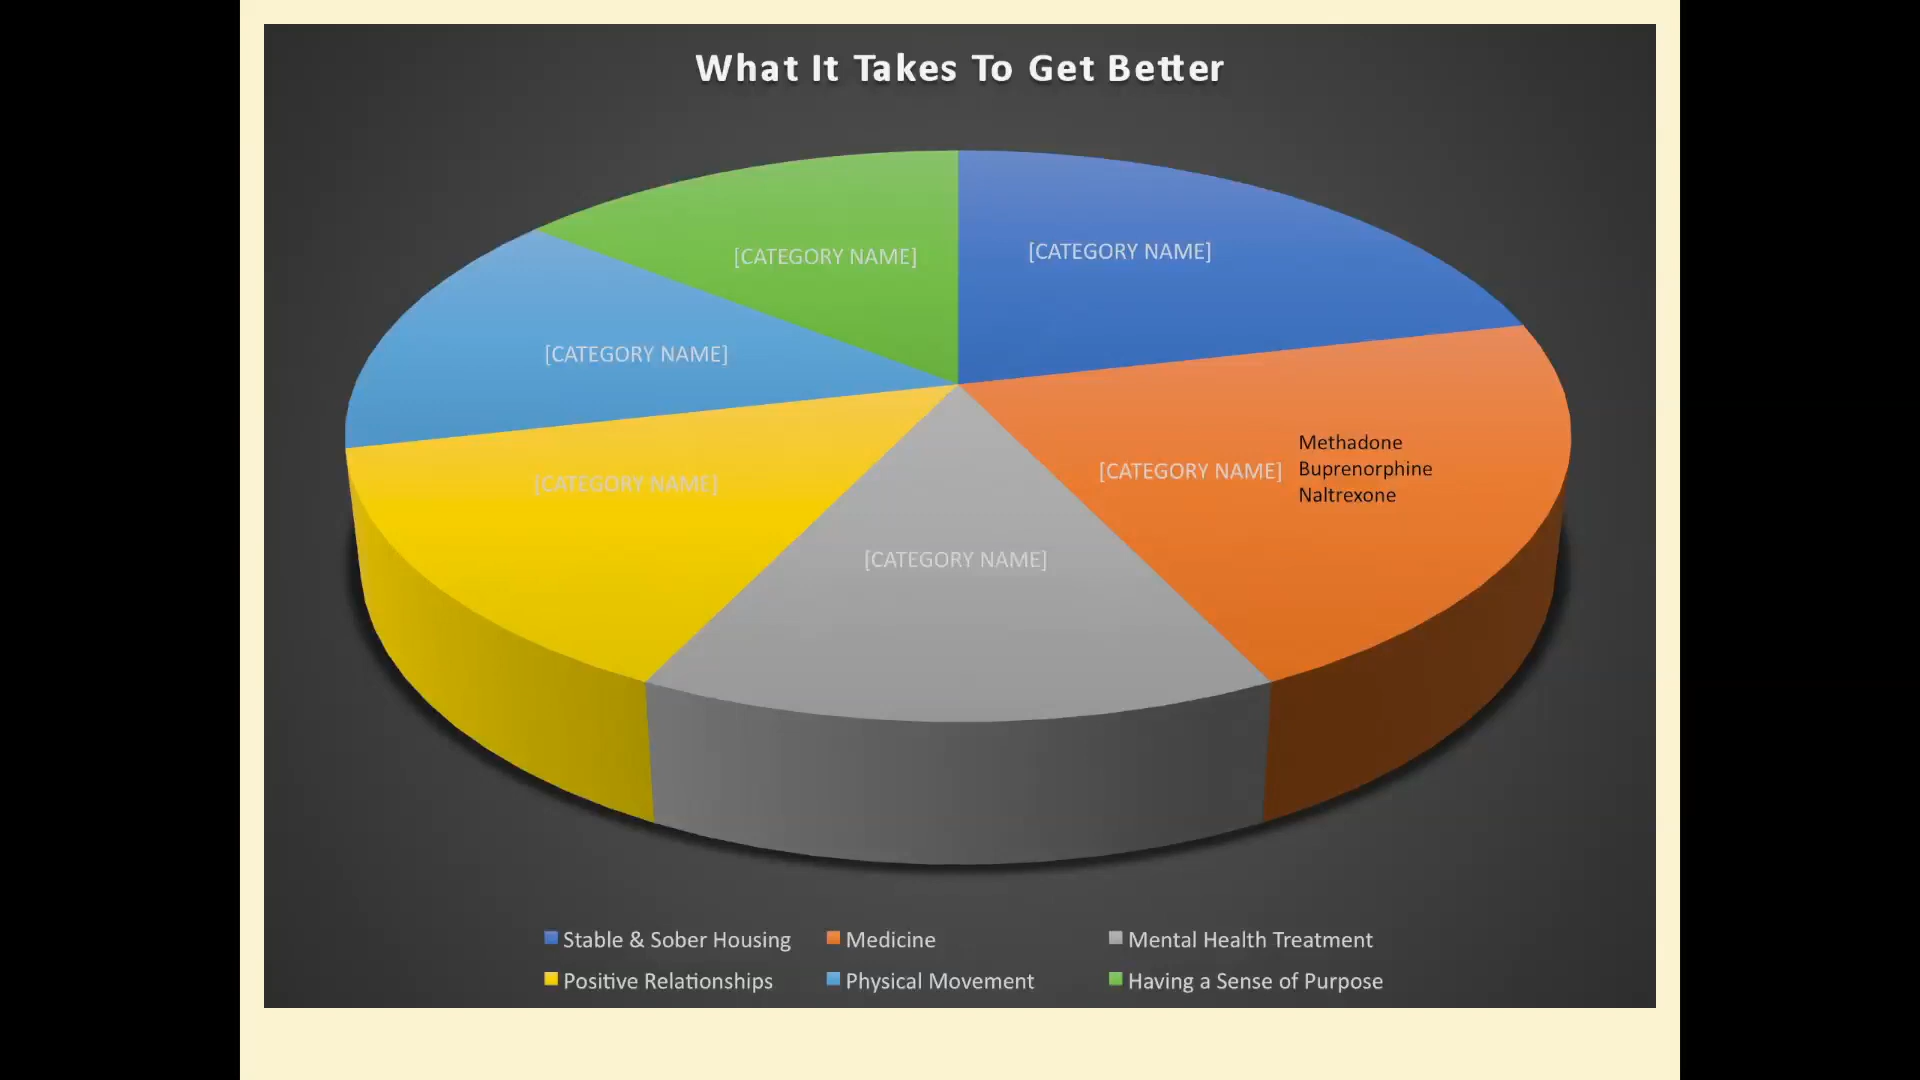 What It Takes To Get Better
[CATEGORY NAME]
[CATEGORY NAME]
[CATEGORY NAME]
[CATEGORY NAME]
Methadone
Buprenorphine
Naltrexone
[CATEGORY NAME]
[CATEGORY NAME]
Stable & Sober Housing
Medicine
Mental Health Treatment
Positive Relationships
Physical Movement
Having a Sense of Purpose